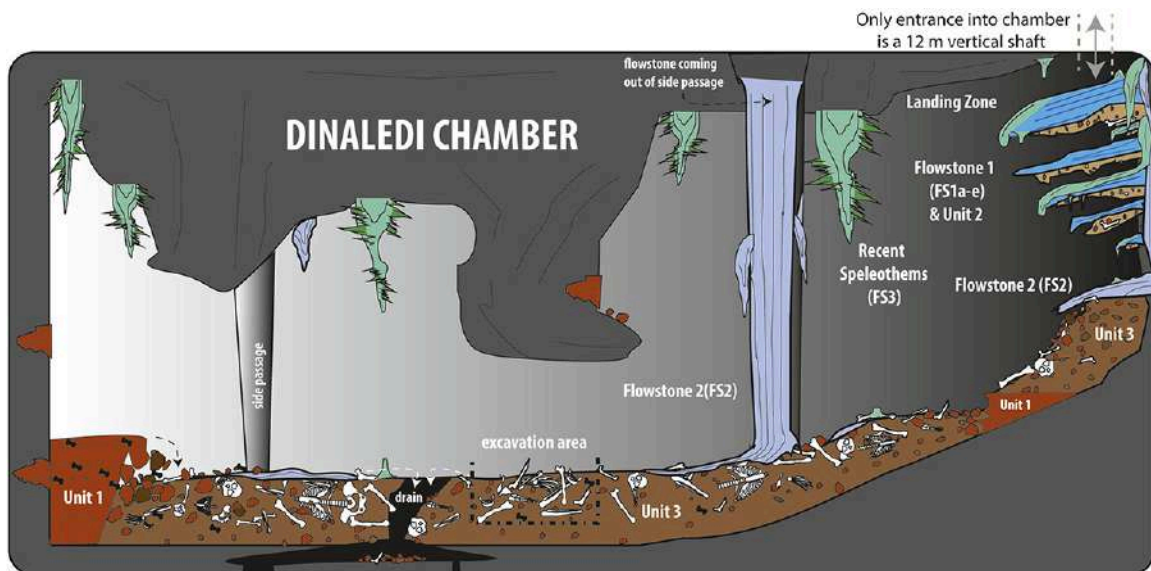 Only entrance into chamber
is a 12 m vertical shaft
flowstone coming
out of side passage
Landing Zone
DINALEDI CHAMBER
Flowstone 1
(FS1a-e)
& Unit 2
Recent
Speleothems
(FS3)
Flowstone 2 (FS2)
Unit 3
side passage
Flowstone 2(FS2)
Unit 1
excavation area
Unit 1
drain
Unit 3